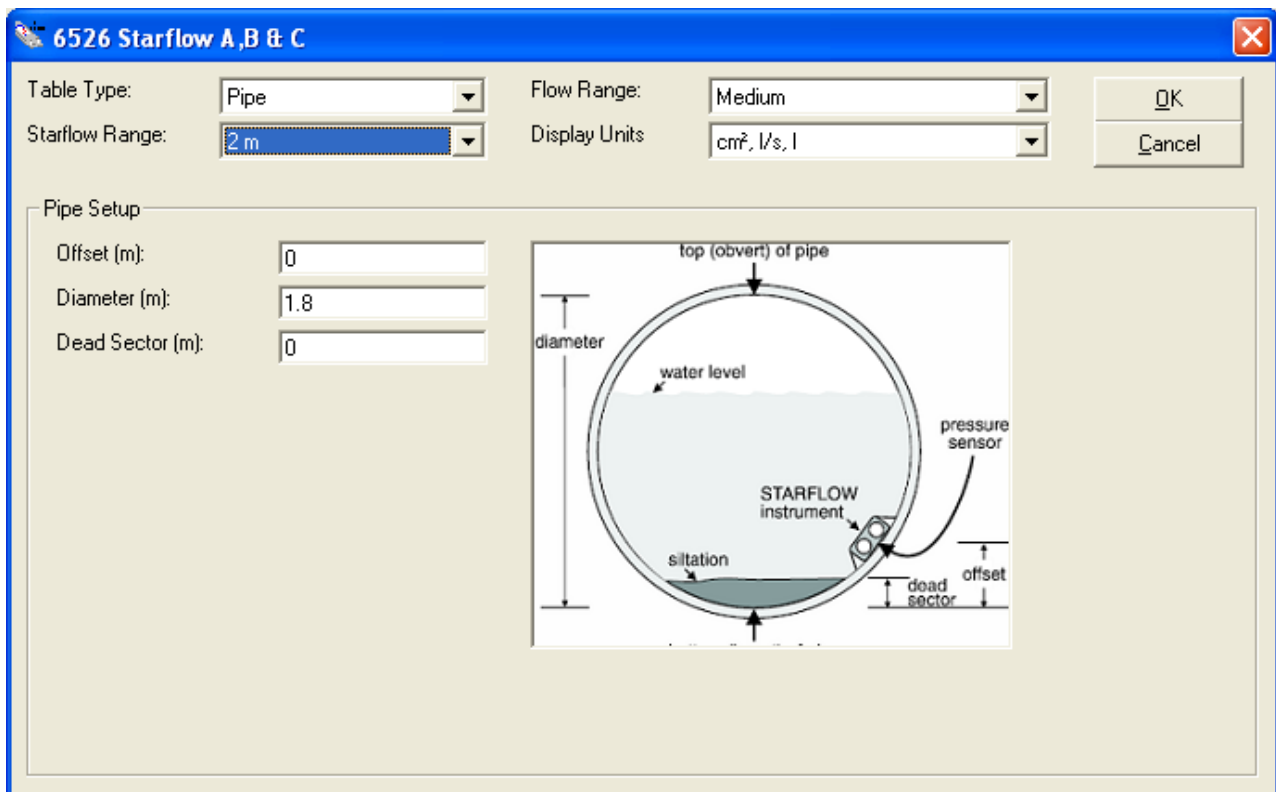 6526 Starflow A,B & C
Table Type: Pipe Flow Range: Medium OK
Starflow Range: 2 m Display Units cm², l/s, l Cancel
Pipe Setup
Offset (m): 0
Diameter (m): 1.8
Dead Sector (m): 0
top (obvert) of pipe
diameter
water level
pressure
sensor
STARFLOW
instrument
siltation
offset
dead
sector